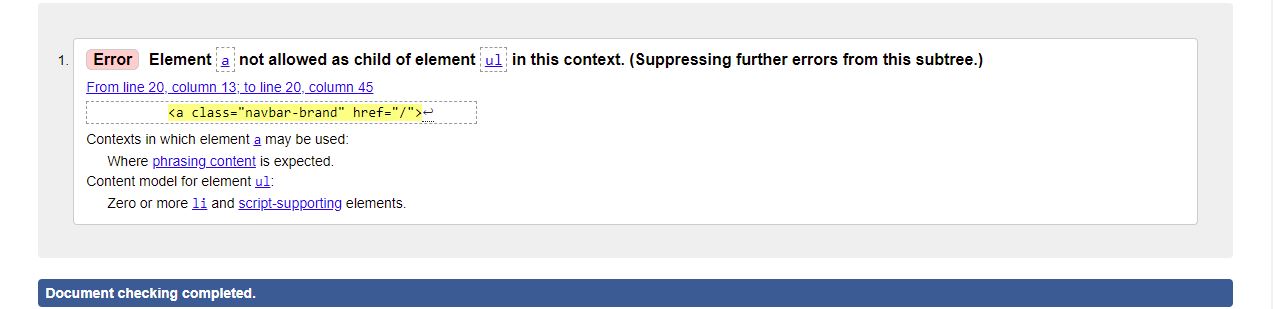 1. Error Element a not allowed as child of element ul in this context. (Suppressing further errors from this subtree.)
From line 20, column 13; to line 20, column 45
<a class="navbar-brand" href="/">↩
Contexts in which element a may be used:
Where phrasing content is expected.
Content model for element ul:
Zero or more li and script-supporting elements.
Document checking completed.